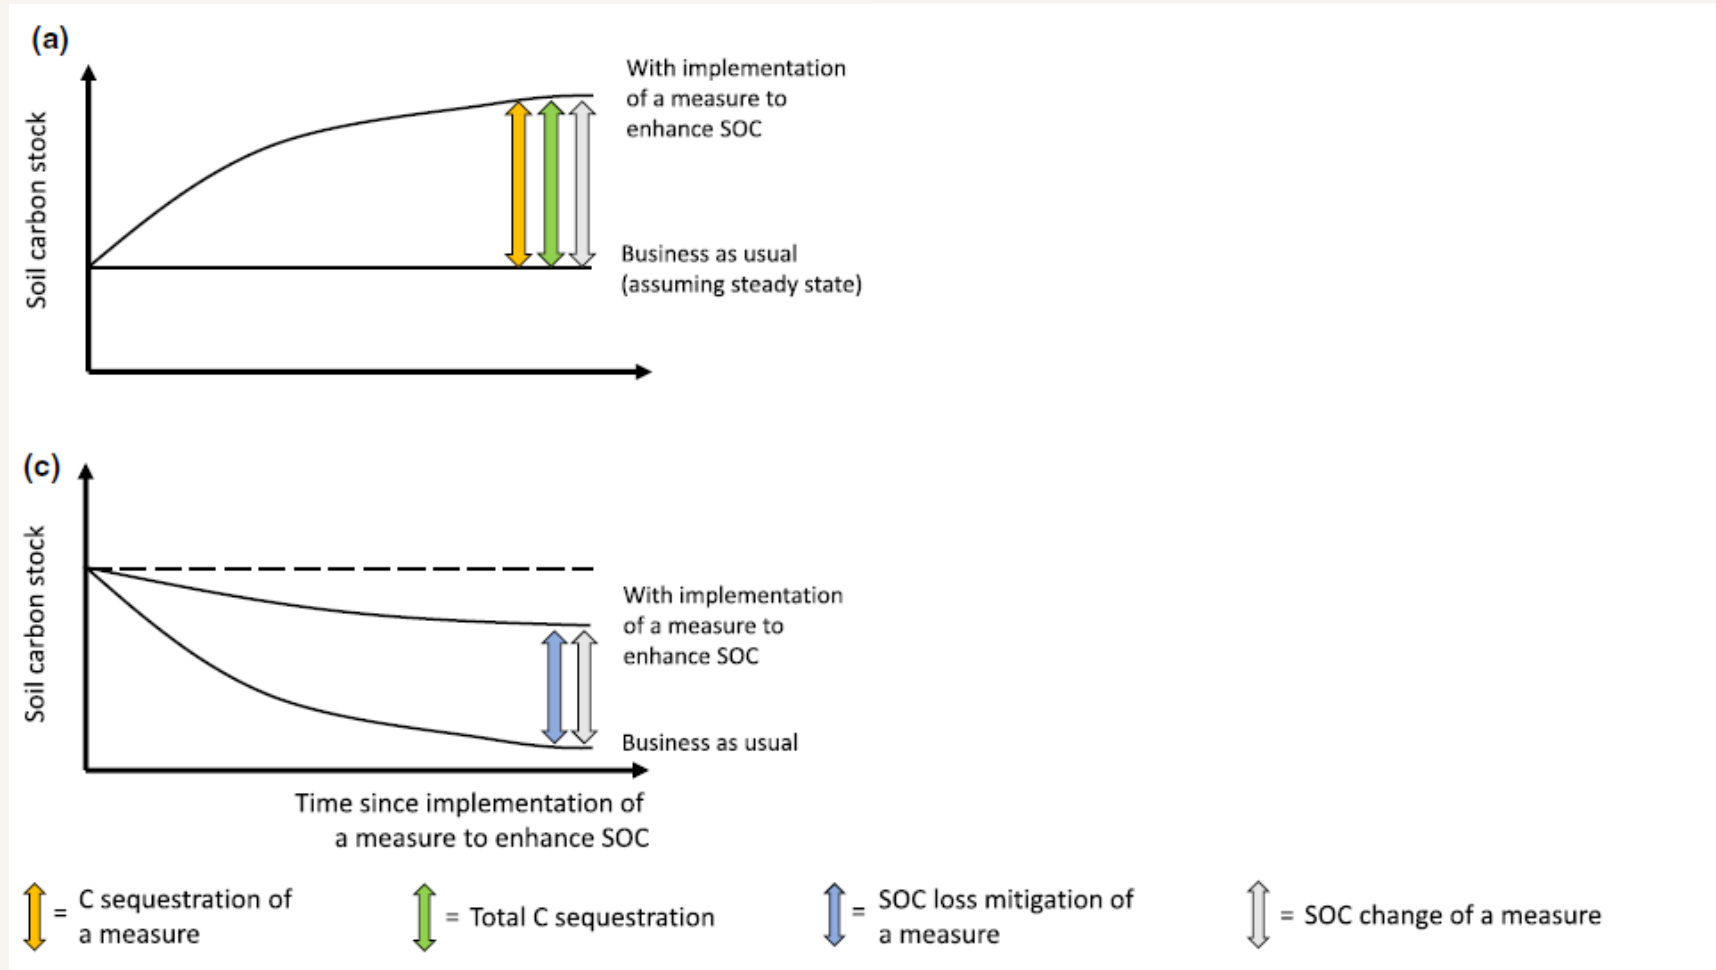 (a)
Soil carbon stock
With implementation
of a measure to
enhance SOC
Business as usual
(assuming steady state)
(c)
Soil carbon stock
With implementation
of a measure to
enhance SOC
Business as usual
Time since implementation of
a measure to enhance SOC
= C sequestration of
a measure
= Total C sequestration
= SOC loss mitigation of
a measure
= SOC change of a measure